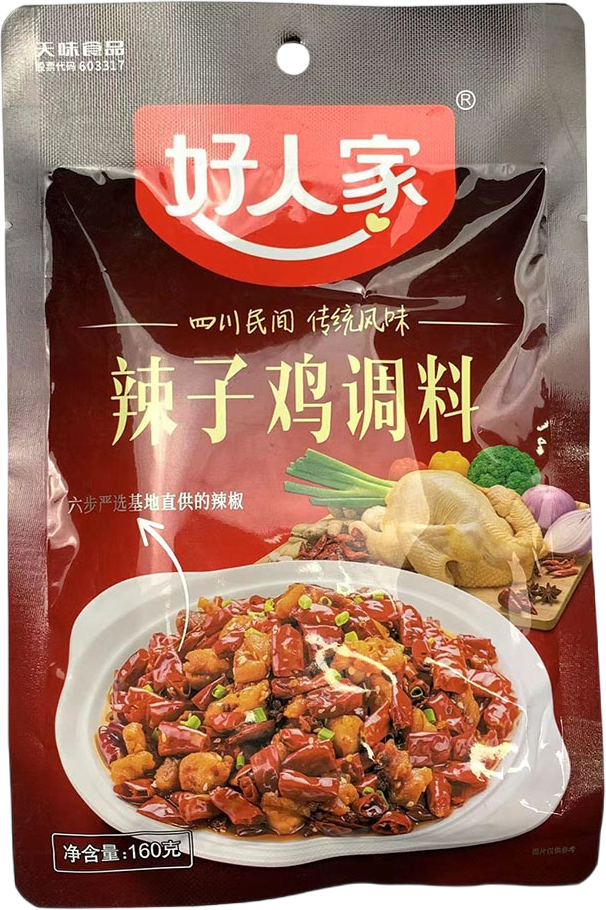 天味食品
股票代码 603317
®
好人家
四川民间 传统风味
辣子鸡调料
六步严选基地直供的辣椒
净含量:160克
图片仅供参考